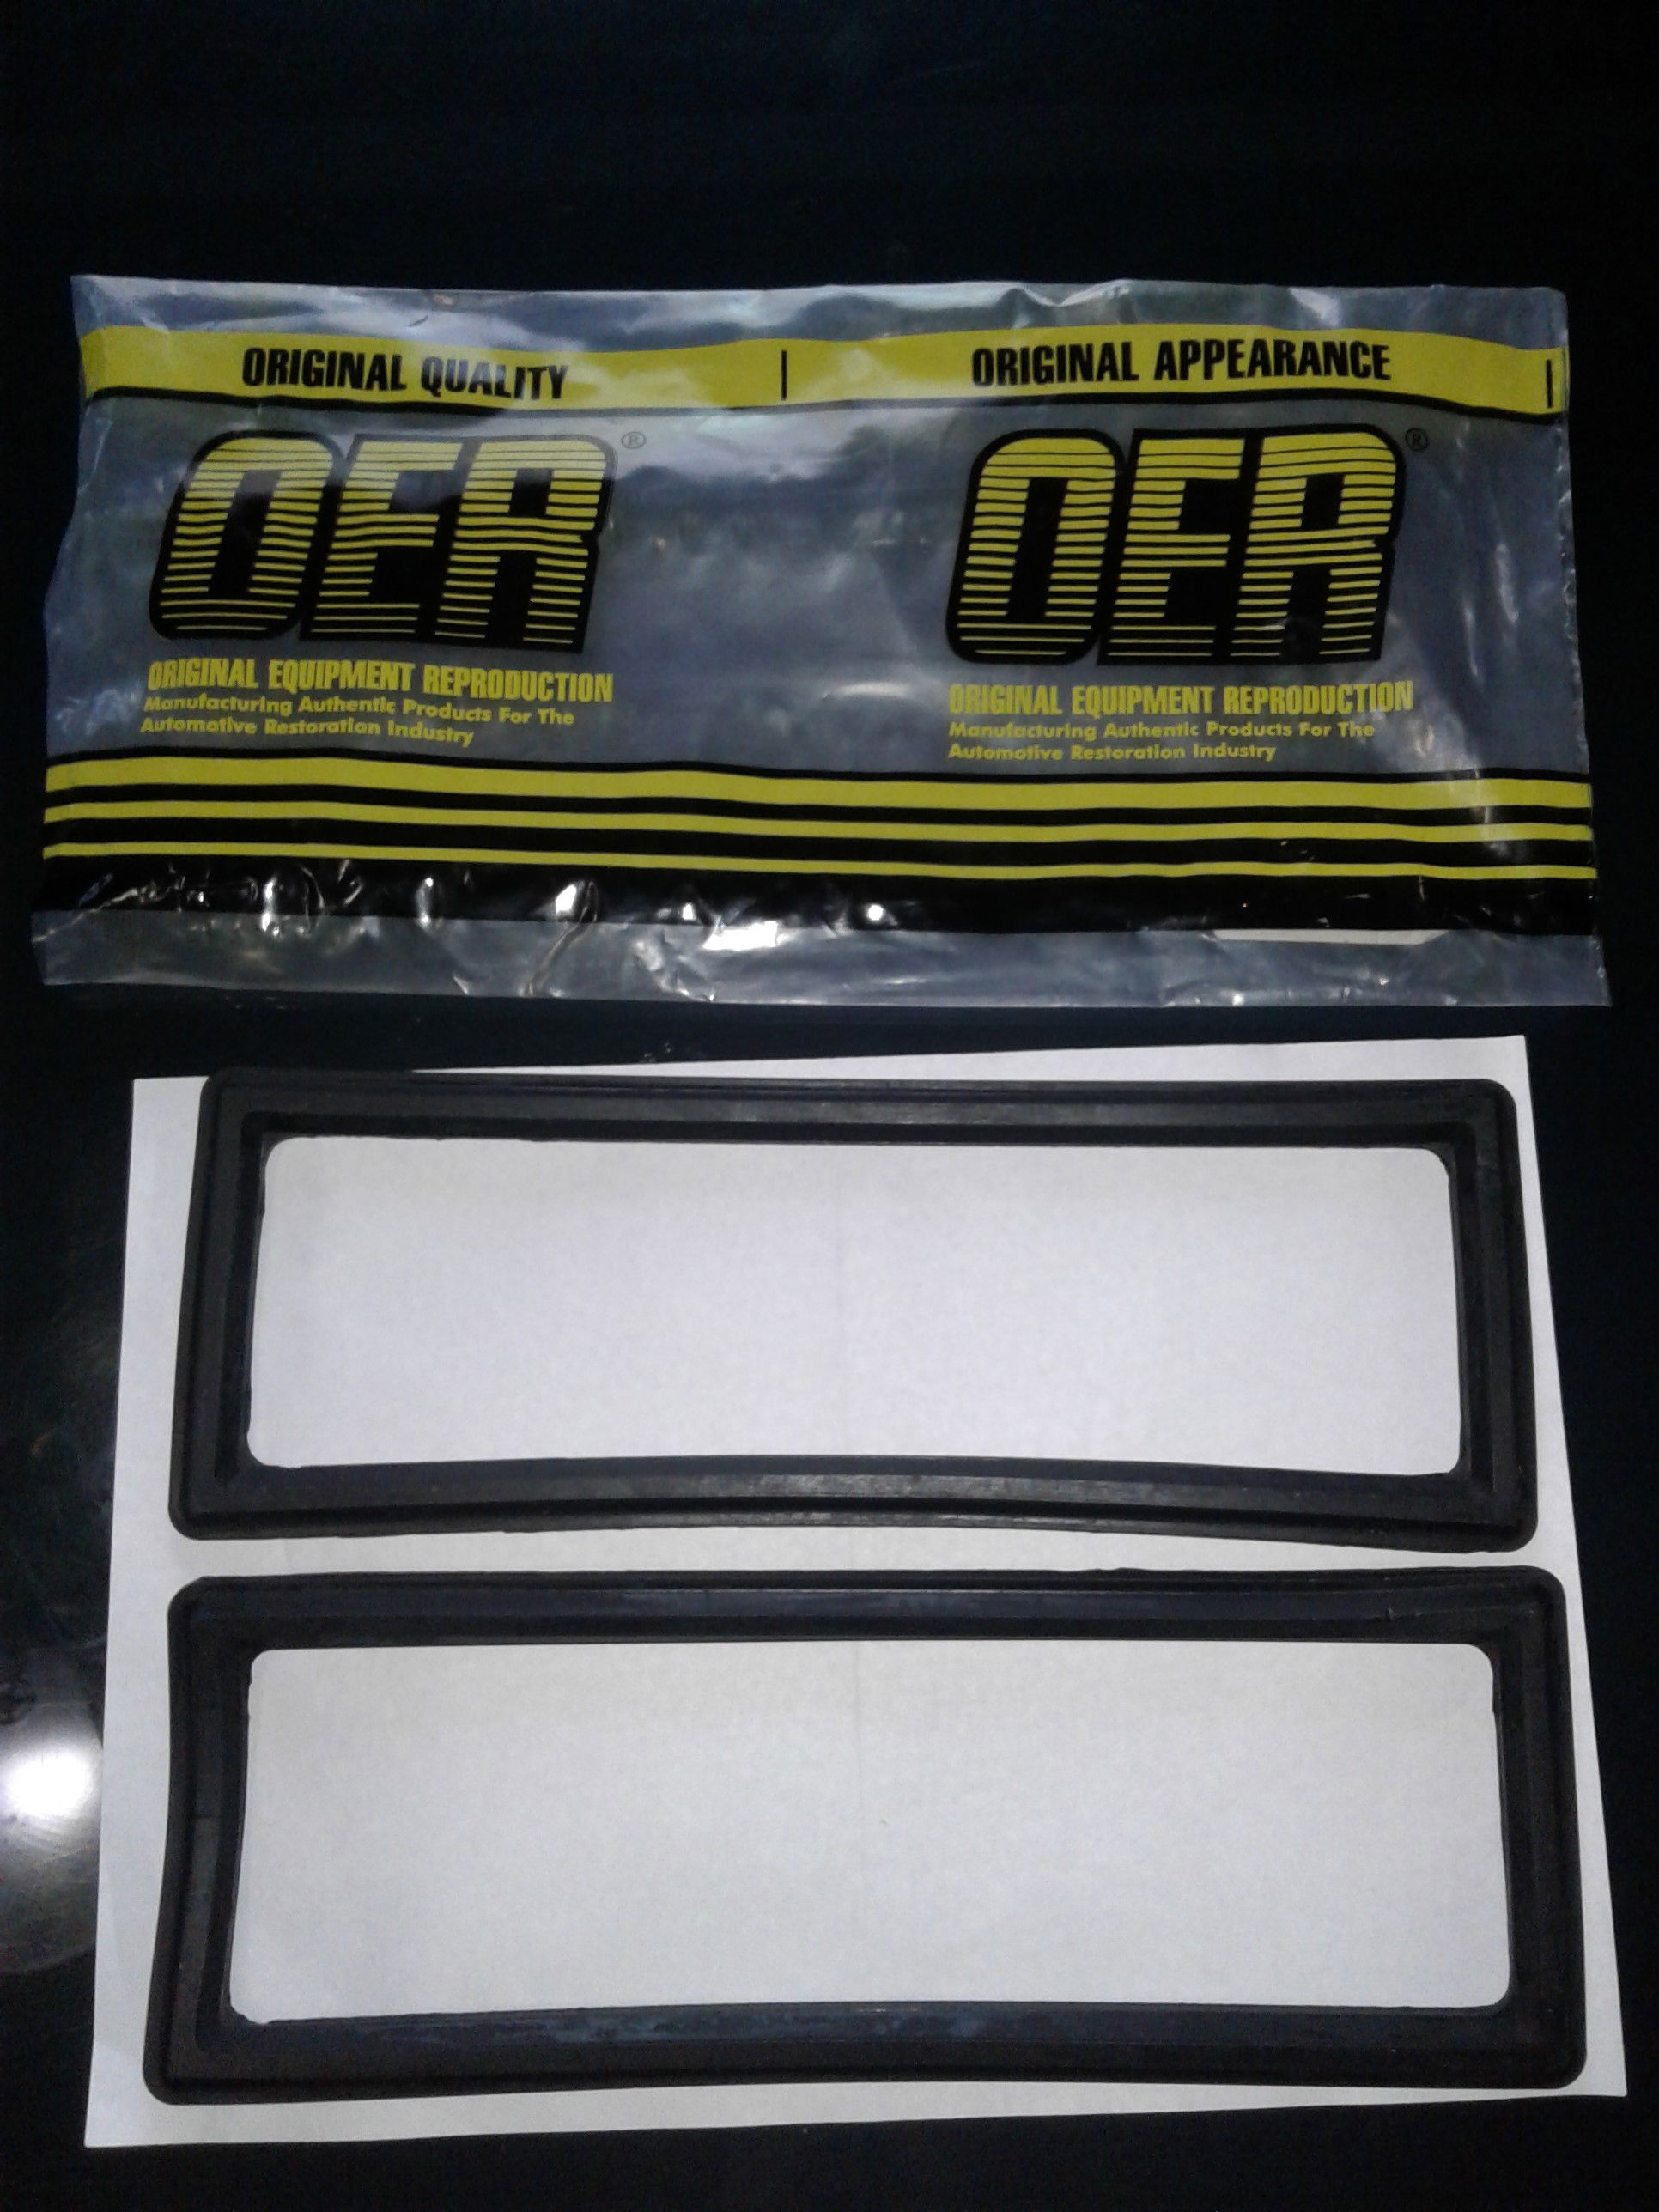 ORIGINAL QUALITY | ORIGINAL APPEARANCE |
OER®
ORIGINAL EQUIPMENT REPRODUCTION
Manufacturing Authentic Products For The
Automotive Restoration Industry
OER®
ORIGINAL EQUIPMENT REPRODUCTION
Manufacturing Authentic Products For The
Automotive Restoration Industry